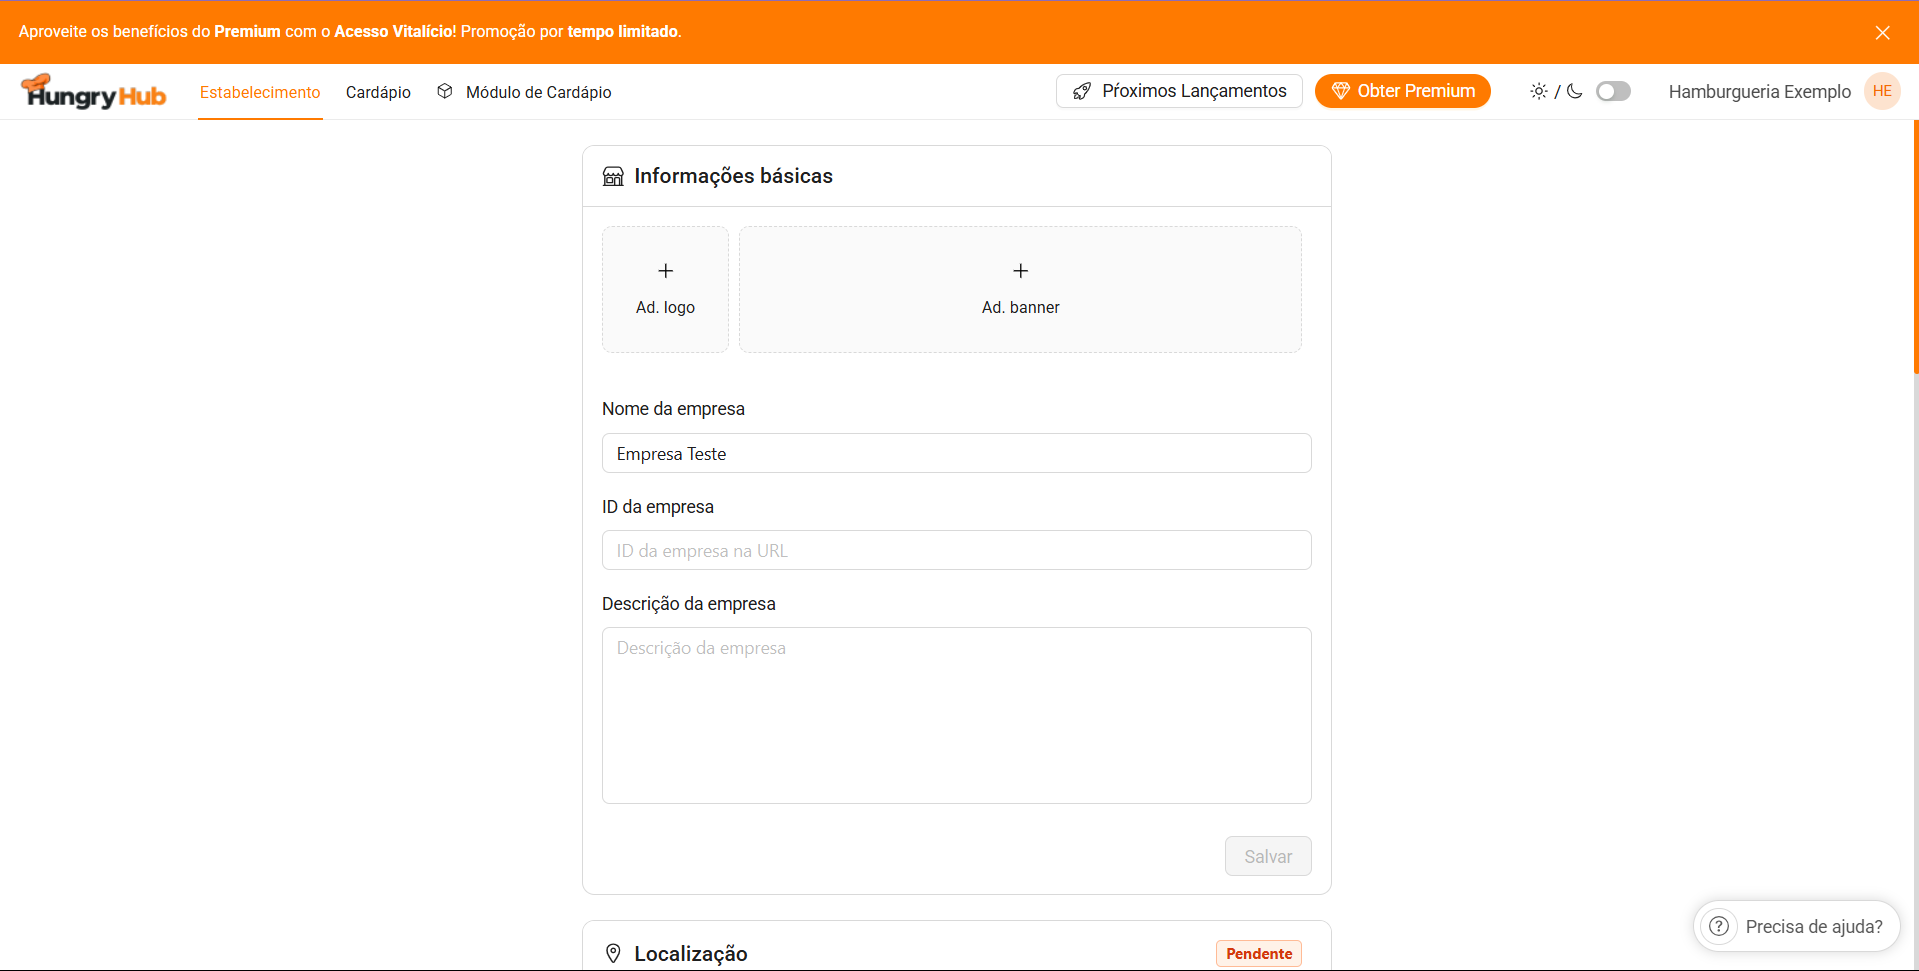 Aproveite os benefícios do Premium com o Acesso Vitalício! Promoção por tempo limitado.
HungryHub Estabelecimento Cardápio Módulo de Cardápio Pŕoximos Lançamentos Obter Premium / Hamburgueria Exemplo HE
Informações básicas
Ad. logo Ad. banner
Nome da empresa
Empresa Teste
ID da empresa
ID da empresa na URL
Descrição da empresa
Descrição da empresa
Salvar
Precisa de ajuda?
Localização Pendente